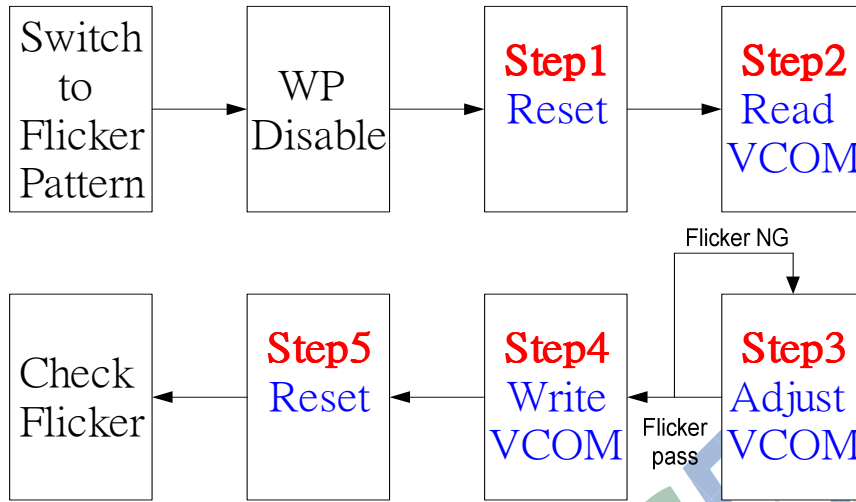 Switch
to
Flicker
Pattern
WP
Disable
Step1
Reset
Step2
Read
VCOM
Flicker NG
Check
Flicker
Step5
Reset
Step4
Write
VCOM
Flicker
pass
Step3
Adjust
VCOM